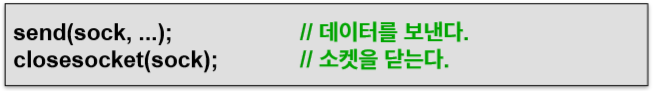 send(sock, ...); // 데이터를 보낸다.
closesocket(sock); // 소켓을 닫는다.